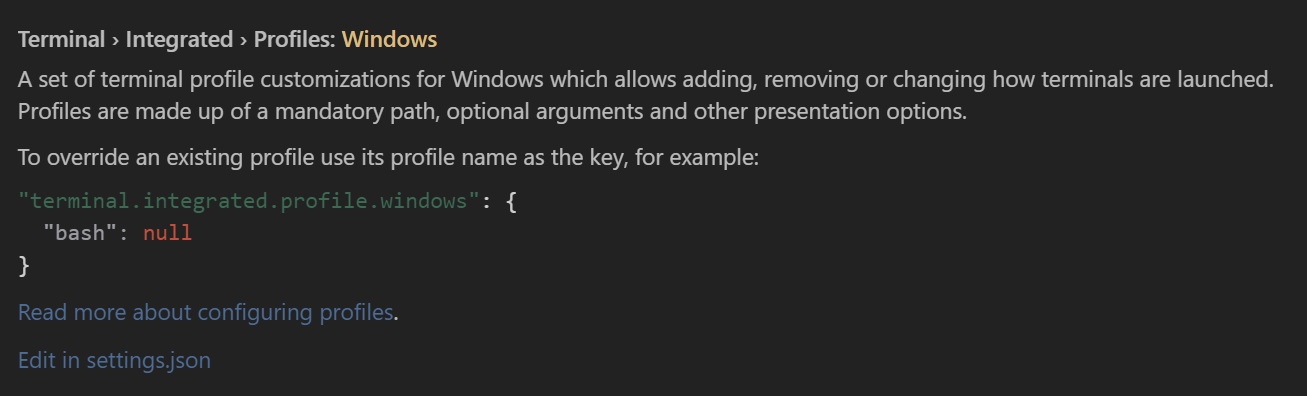 Terminal › Integrated › Profiles: Windows
A set of terminal profile customizations for Windows which allows adding, removing or changing how terminals are launched.
Profiles are made up of a mandatory path, optional arguments and other presentation options.
To override an existing profile use its profile name as the key, for example:
"terminal.integrated.profile.windows": {
  "bash": null
}
Read more about configuring profiles.
Edit in settings.json